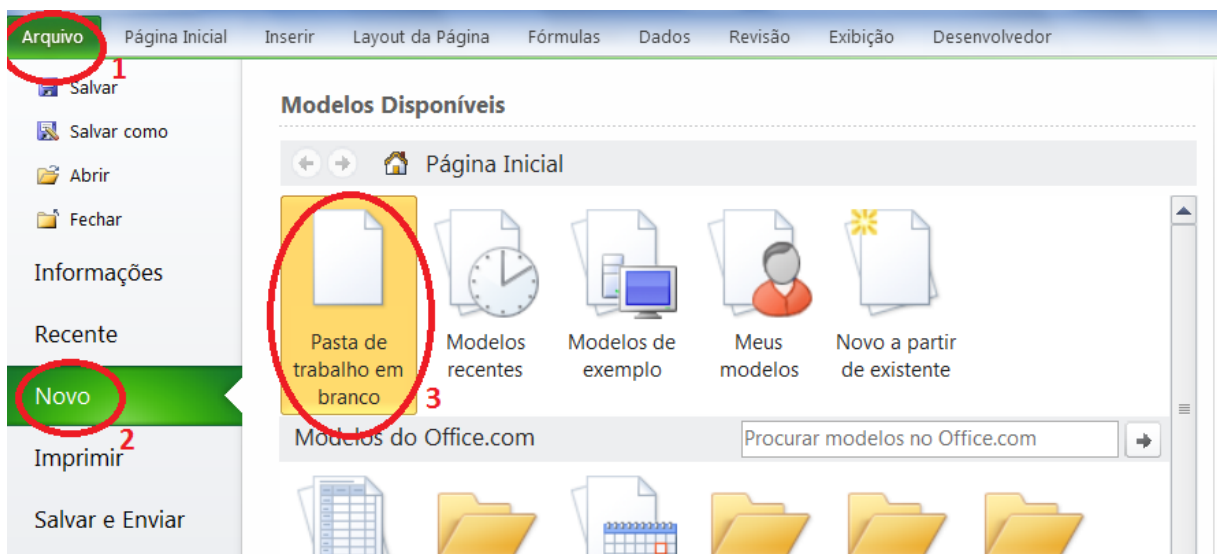 Arquivo Página Inicial Inserir Layout da Página Fórmulas Dados Revisão Exibição Desenvolvedor
1
Salvar
Salvar como
Abrir
Fechar
Informações
Recente
Novo
2
Imprimir
Salvar e Enviar
Modelos Disponíveis
Página Inicial
Pasta de
trabalho em
branco
3
Modelos
recentes
Modelos de
exemplo
Meus
modelos
Novo a partir
de existente
Modelos do Office.com
Procurar modelos no Office.com